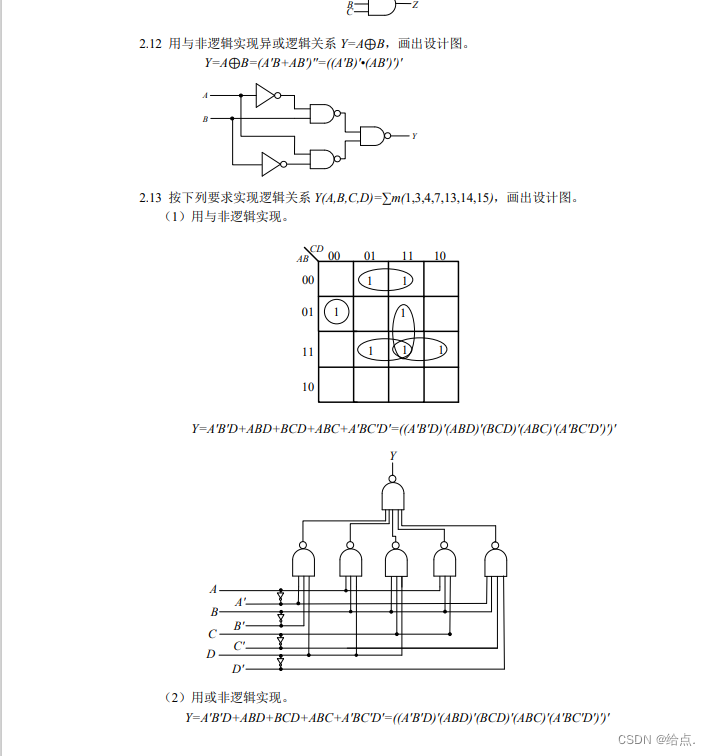 B
C
Z
2.12 用与非逻辑实现异或逻辑关系 Y=A⊕B，画出设计图。
Y=A⊕B=(A'B+AB')''=((A'B)'•(AB')')'
A
B
Y
2.13 按下列要求实现逻辑关系 Y(A,B,C,D)=∑m(1,3,4,7,13,14,15)，画出设计图。
（1）用与非逻辑实现。
CD
AB 00 01 11 10
00 1 1
01 1 1
11 1 1 1
10
Y=A'B'D+ABD+BCD+ABC+A'BC'D'=((A'B'D)'(ABD)'(BCD)'(ABC)'(A'BC'D')')'
Y
A
A'
B
B'
C
C'
D
D'
（2）用或非逻辑实现。
Y=A'B'D+ABD+BCD+ABC+A'BC'D'=((A'B'D)'(ABD)'(BCD)'(ABC)'(A'BC'D')')'
CSDN @给点.